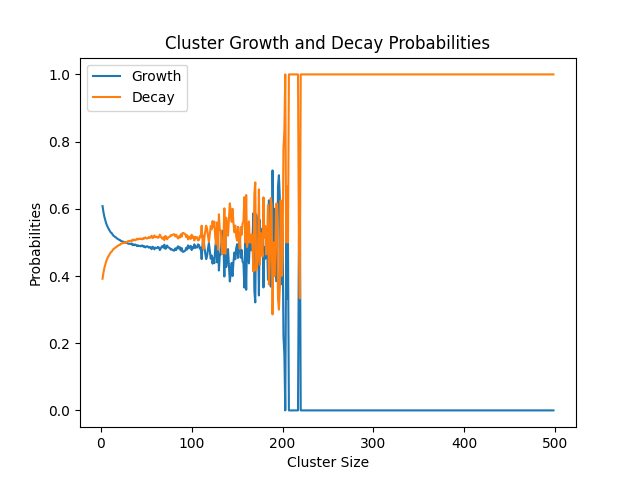 Cluster Growth and Decay Probabilities
Growth
Decay
1.0
0.8
0.6
0.4
0.2
0.0
Probabilities
0 100 200 300 400 500
Cluster Size